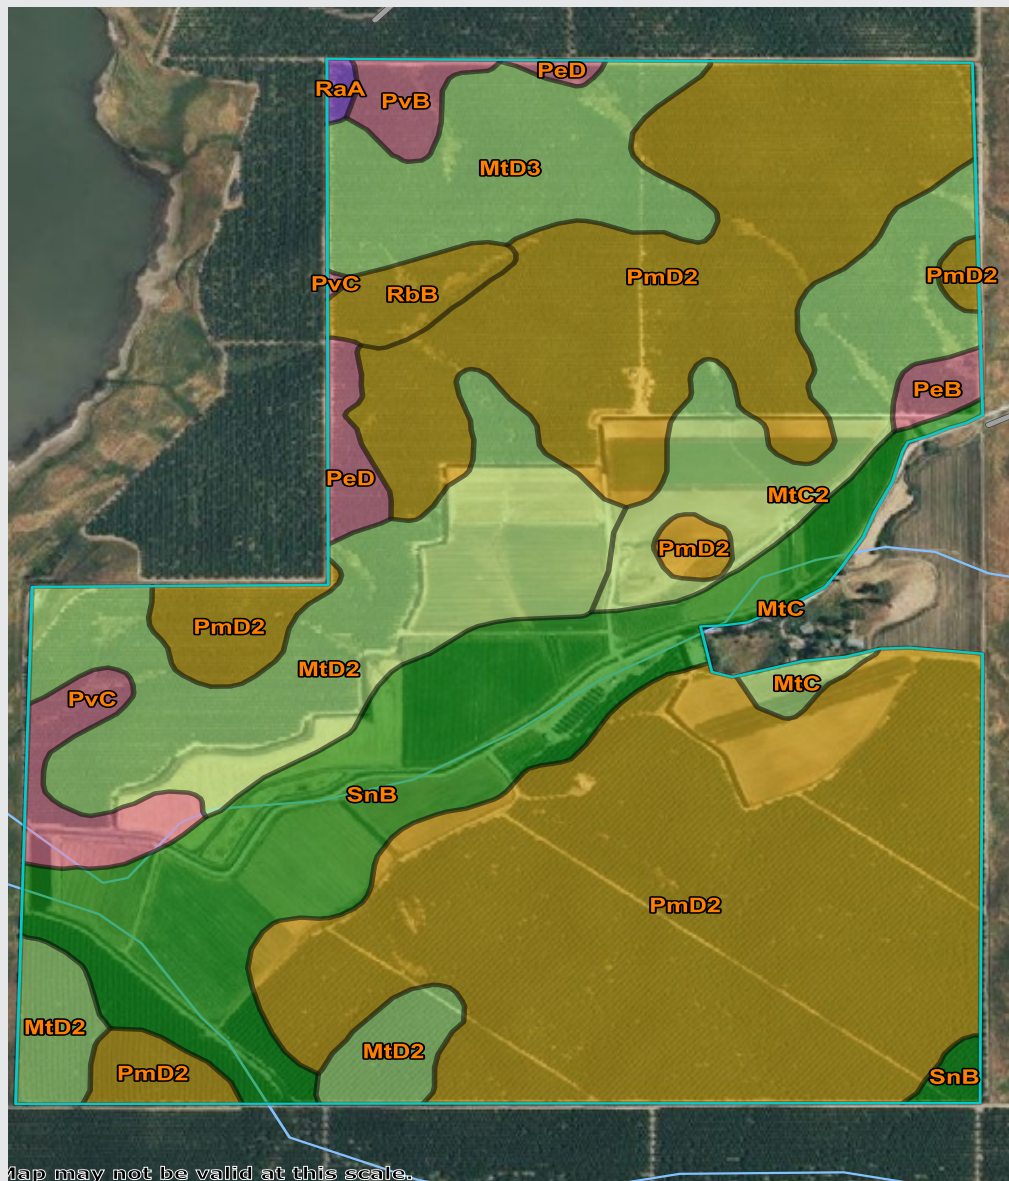 PeD
RaA
PvB
MtD3
PmD2
PmD2
PvC
RbB
PeB
PeD
MtC2
PmD2
MtC
PmD2
MtD2
MtC
PvC
SnB
PmD2
MtD2
MtD2
PmD2
SnB
Map may not be valid at this scale.